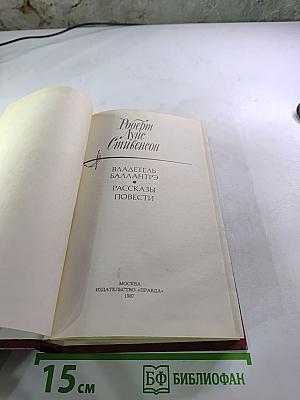 Роберт
Луис
Стивенсон
ВЛАДЕТЕЛЬ
БАЛЛАНТРЭ
•
РАССКАЗЫ
ПОВЕСТИ
МОСКВА
ИЗДАТЕЛЬСТВО «ПРАВДА»
1987
15 СМ
БФ БИБЛИОФАН